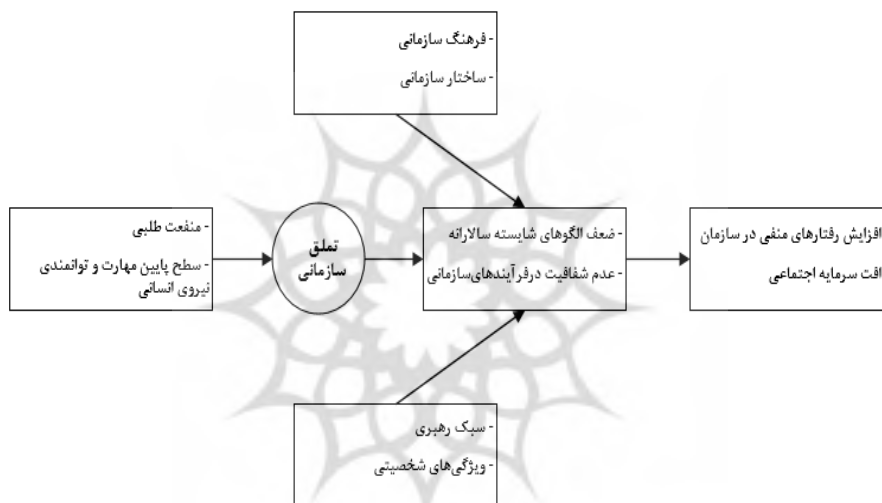 - فرهنگ سازمانی
- ساختار سازمانی
- منفعت طلبی
- سطح پایین مهارت و توانمندی
نیروی انسانی
تملق
سازمانی
- ضعف الگوهای شایسته سالارانه
- عدم شفافیت درفرآیندهای‌سازمانی
افزایش رفتارهای منفی در سازمان
افت سرمایه اجتماعی
- سبک رهبری
- ویژگی‌های شخصیتی